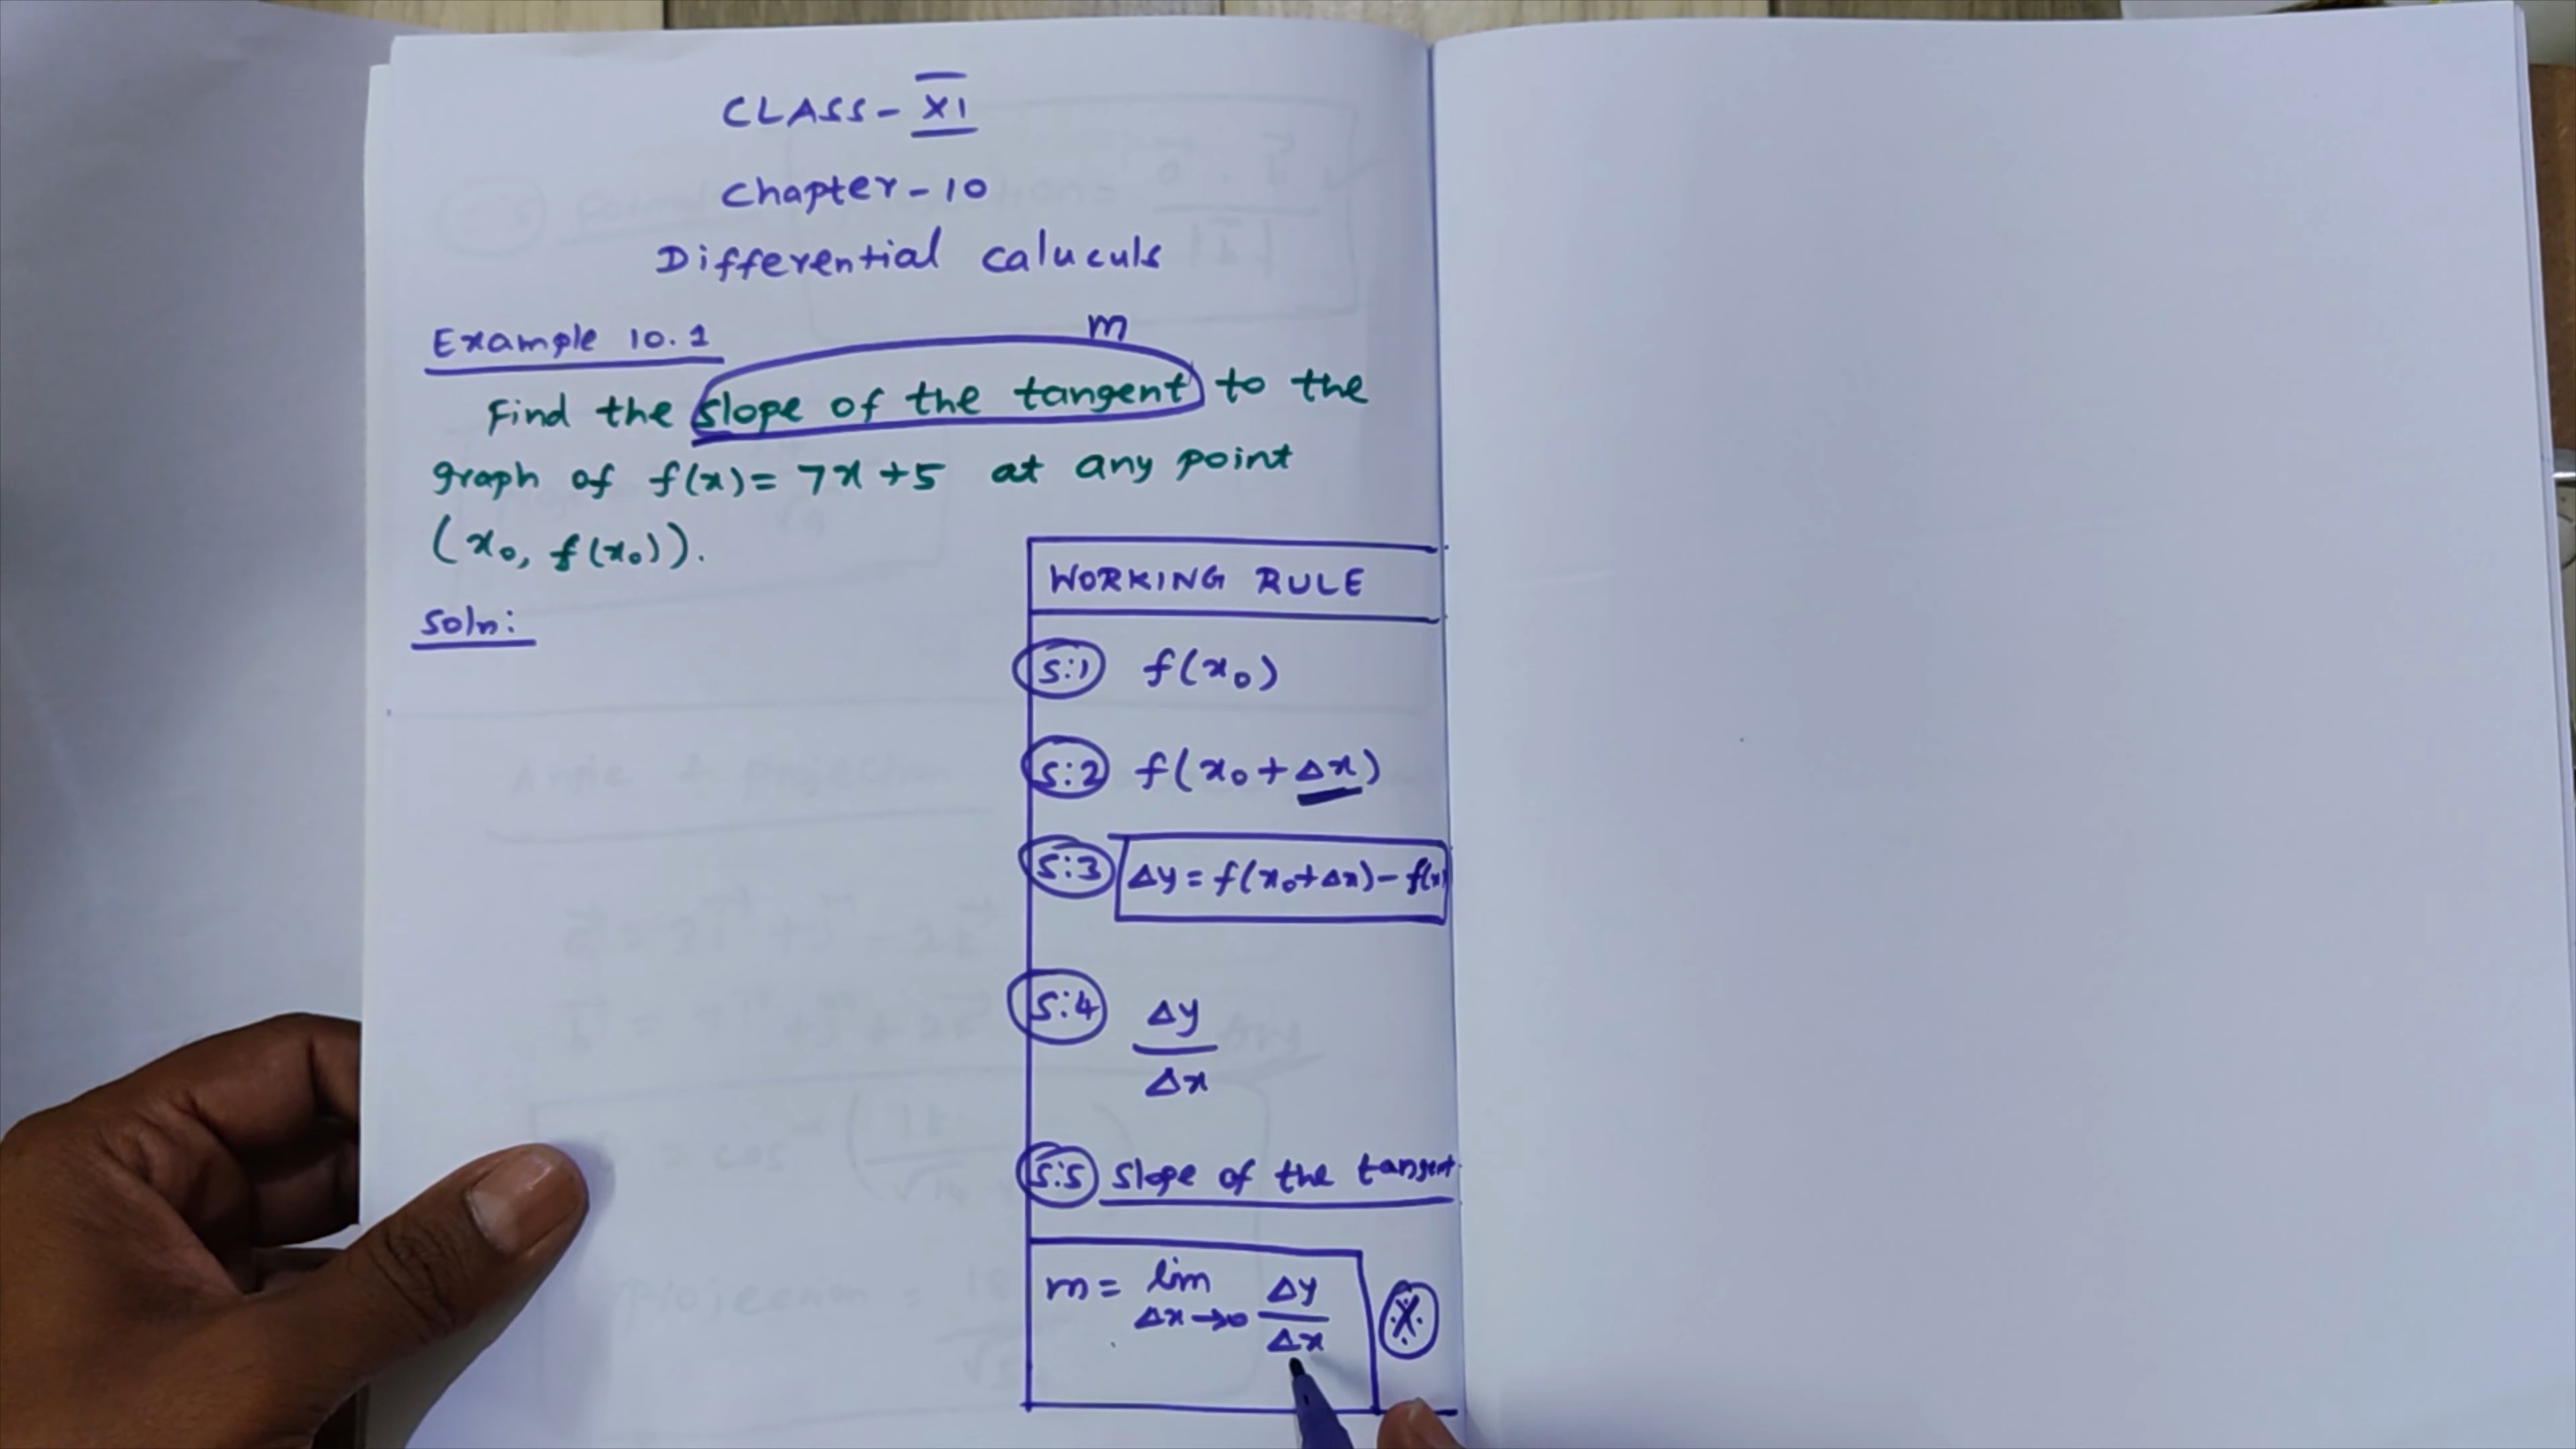 CLASS - XI
Chapter - 10
Differential caluculs
Example 10.1
m
Find the slope of the tangent to the
graph of f(x) = 7x + 5 at any point
(x₀, f(x₀)).
Soln:
WORKING RULE
S:1 f(x₀)
S:2 f(x₀ + Δx)
S:3 Δy = f(x₀+Δx) - f(x)
S:4 Δy
Δx
S:5 Slope of the tangent
m = lim Δy
Δx→0 Δx